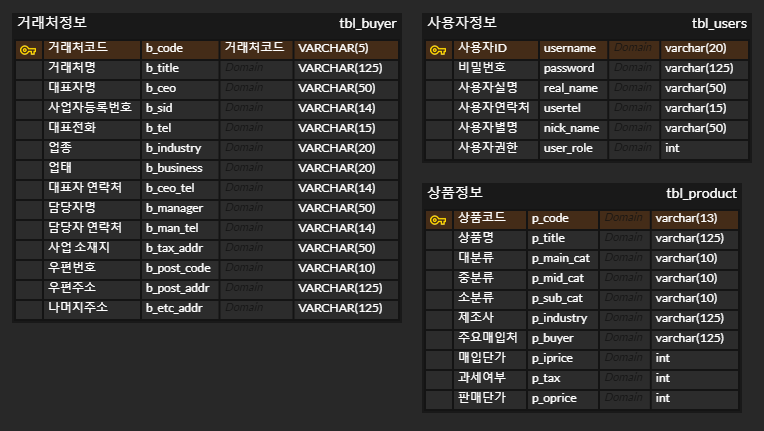 거래처정보 tbl_buyer
거래처코드 b_code 거래처코드 VARCHAR(5)
거래처명 b_title Domain VARCHAR(125)
대표자명 b_ceo Domain VARCHAR(50)
사업자등록번호 b_sid Domain VARCHAR(14)
대표전화 b_tel Domain VARCHAR(15)
업종 b_industry Domain VARCHAR(20)
업태 b_business Domain VARCHAR(20)
대표자 연락처 b_ceo_tel Domain VARCHAR(14)
담당자명 b_manager Domain VARCHAR(50)
담당자 연락처 b_man_tel Domain VARCHAR(14)
사업 소재지 b_tax_addr Domain VARCHAR(50)
우편번호 b_post_code Domain VARCHAR(10)
우편주소 b_post_addr Domain VARCHAR(125)
나머지주소 b_etc_addr Domain VARCHAR(125)
사용자정보 tbl_users
사용자ID username Domain varchar(20)
비밀번호 password Domain varchar(125)
사용자실명 real_name Domain varchar(50)
사용자연락처 usertel Domain varchar(15)
사용자별명 nick_name Domain varchar(50)
사용자권한 user_role Domain int
상품정보 tbl_product
상품코드 p_code Domain varchar(13)
상품명 p_title Domain varchar(125)
대분류 p_main_cat Domain varchar(10)
중분류 p_mid_cat Domain varchar(10)
소분류 p_sub_cat Domain varchar(10)
제조사 p_industry Domain varchar(125)
주요매입처 p_buyer Domain varchar(125)
매입단가 p_iprice Domain int
과세여부 p_tax Domain int
판매단가 p_oprice Domain int